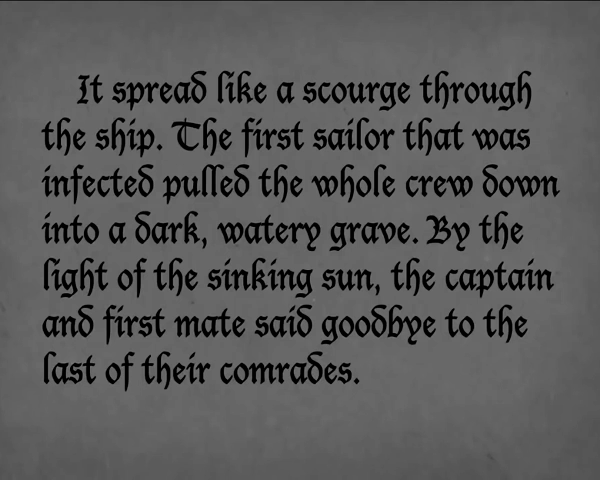 It spread like a scourge through
the ship. The first sailor that was
infected pulled the whole crew down
into a dark, watery grave. By the
light of the sinking sun, the captain
and first mate said goodbye to the
last of their comrades.